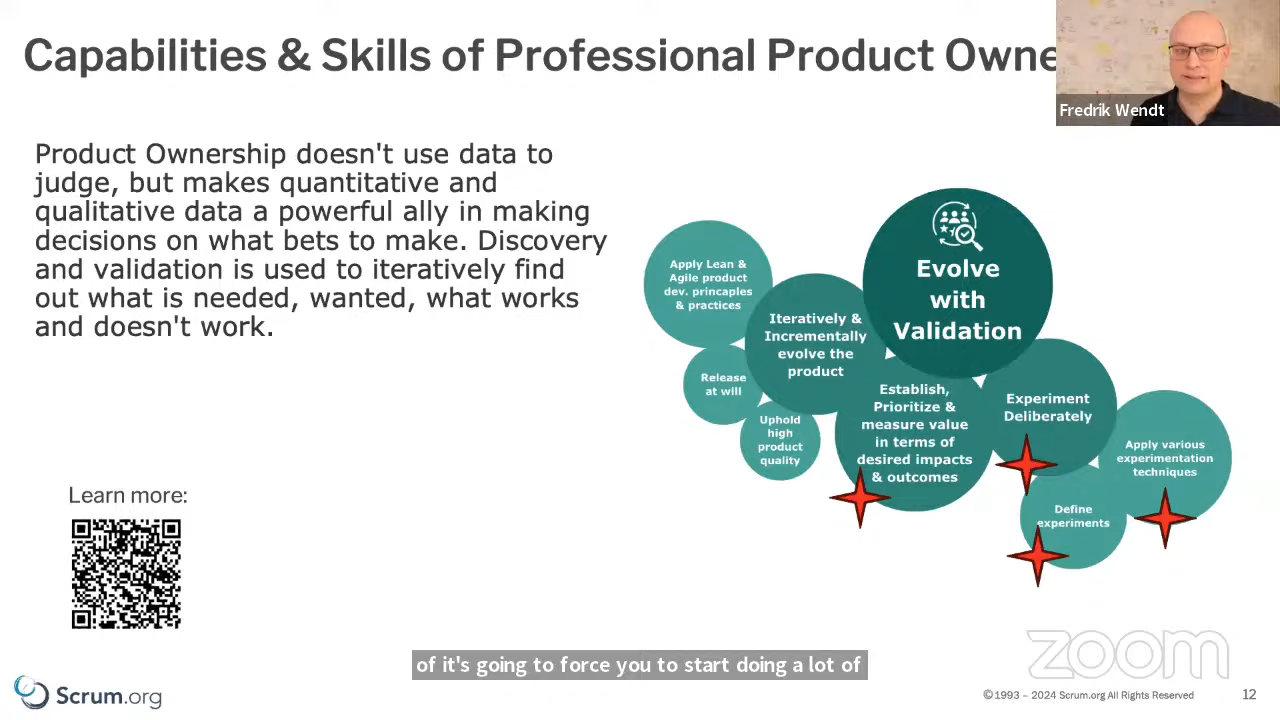 Capabilities & Skills of Professional Product Owne
Fredrik Wendt
Product Ownership doesn't use data to
judge, but makes quantitative and
qualitative data a powerful ally in making
decisions on what bets to make. Discovery
and validation is used to iteratively find
out what is needed, wanted, what works
and doesn't work.
Apply Lean &
Agile product
dev. princaples
& practices
Iteratively &
Incrementally
evolve the
product
Evolve
with
Validation
Release
at will
Uphold
high
product
quality
Establish,
Prioritize &
measure value
in terms of
desired impacts
& outcomes
Experiment
Deliberately
Apply various
experimentation
techniques
Define
experiments
Learn more:
of it's going to force you to start doing a lot of
zoom
Scrum.org
©1993 – 2024 Scrum.org All Rights Reserved
12